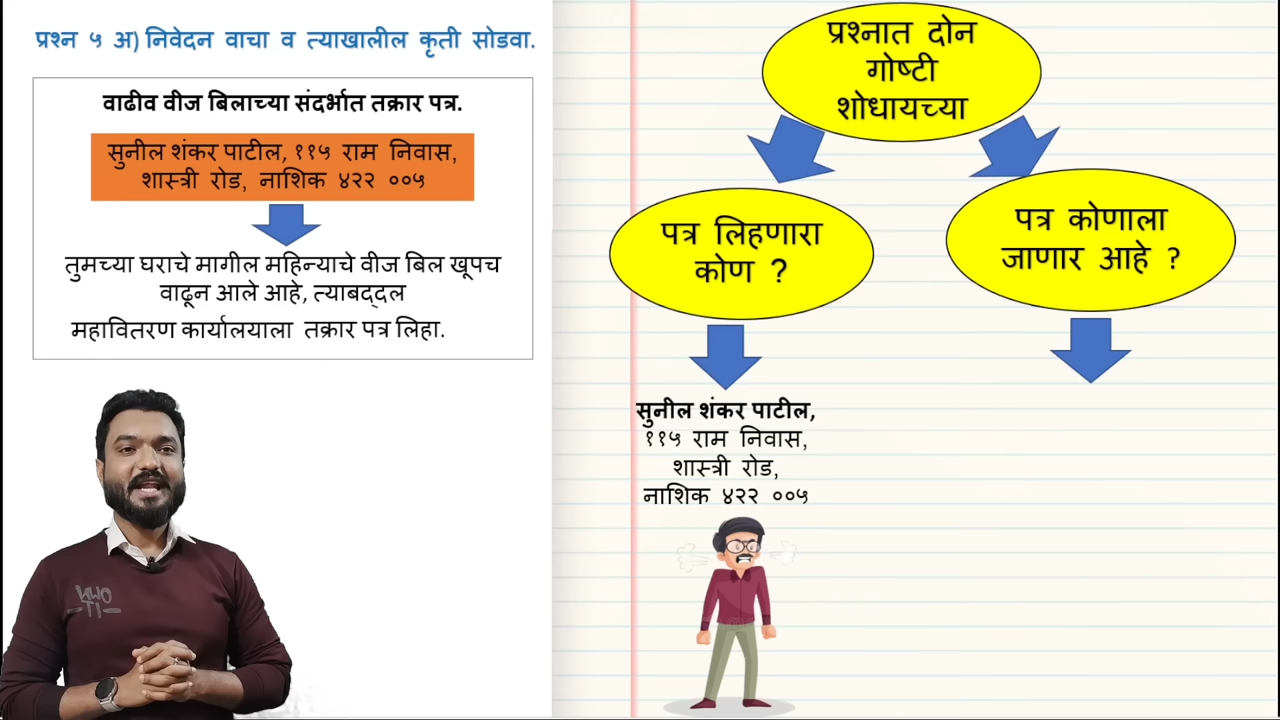 प्रश्न ५ अ) निवेदन वाचा व त्याखालील कृती सोडवा.
वाढीव वीज बिलाच्या संदर्भात तक्रार पत्र.
सुनील शंकर पाटील, ११५ राम निवास,
शास्त्री रोड, नाशिक ४२२ ००५
तुमच्या घराचे मागील महिन्याचे वीज बिल खूपच
वाढून आले आहे, त्याबद्दल
महावितरण कार्यालयाला तक्रार पत्र लिहा.
प्रश्नात दोन
गोष्टी
शोधायच्या
पत्र लिहणारा
कोण ?
पत्र कोणाला
जाणार आहे ?
सुनील शंकर पाटील,
११५ राम निवास,
शास्त्री रोड,
नाशिक ४२२ ००५